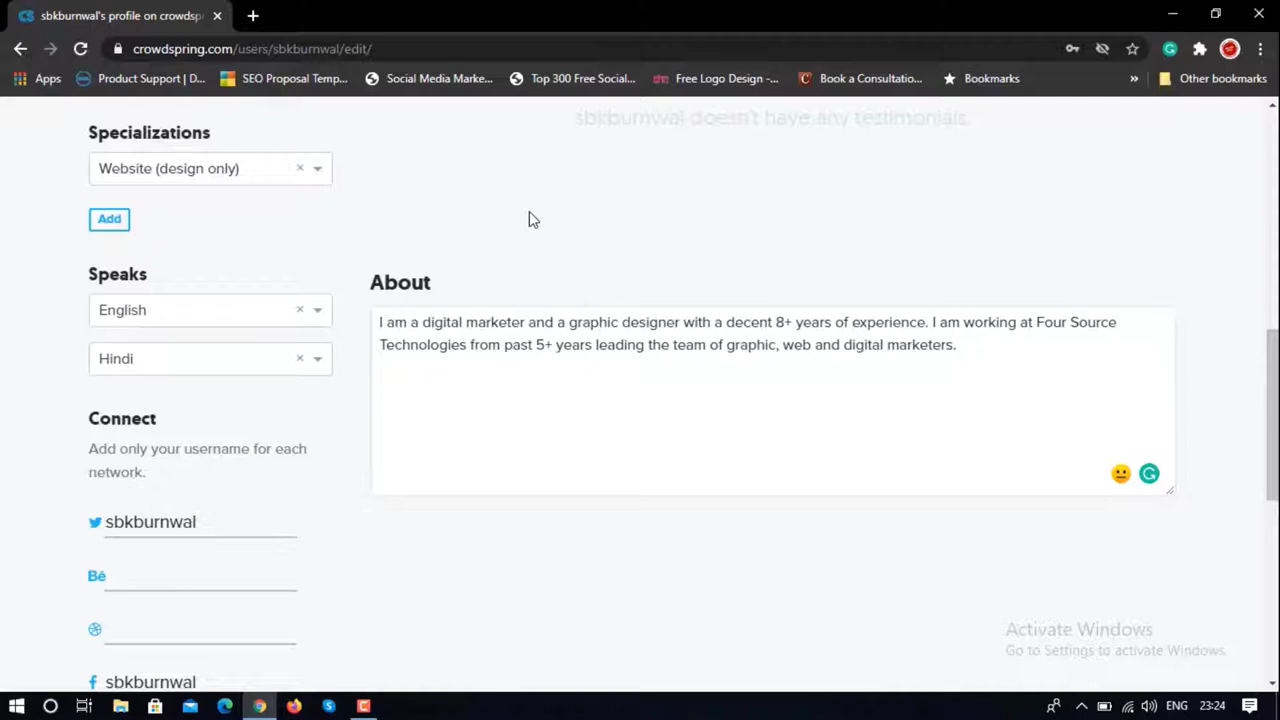 sbkburnwal's profile on crowdsp
crowdspring.com/users/sbkburnwal/edit/
Apps Product Support | D... SEO Proposal Temp... Social Media Marke... Top 300 Free Social... Free Logo Design -... Book a Consultatio... Bookmarks » Other bookmarks
sbkburnwal doesn't have any testimonials.
Specializations
Website (design only)
Add
Speaks
English
Hindi
Connect
Add only your username for each
network.
sbkburnwal
Bē
sbkburnwal
About
I am a digital marketer and a graphic designer with a decent 8+ years of experience. I am working at Four Source
Technologies from past 5+ years leading the team of graphic, web and digital marketers.
Activate Windows
Go to Settings to activate Windows.
ENG 23:24